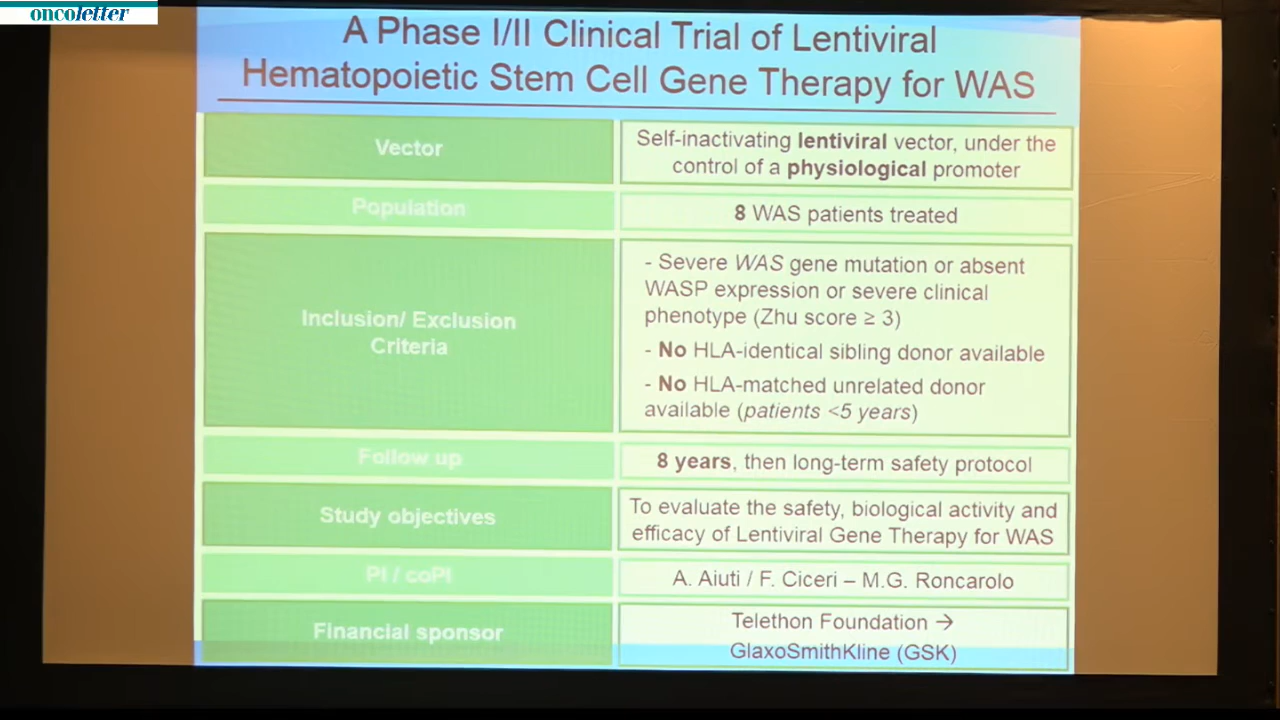 oncoletter
A Phase I/II Clinical Trial of Lentiviral
Hematopoietic Stem Cell Gene Therapy for WAS
Vector
Self-inactivating lentiviral vector, under the
control of a physiological promoter
Population
8 WAS patients treated
Inclusion/ Exclusion
Criteria
- Severe WAS gene mutation or absent
WASP expression or severe clinical
phenotype (Zhu score ≥ 3)
- No HLA-identical sibling donor available
- No HLA-matched unrelated donor
available (patients <5 years)
Follow up
8 years, then long-term safety protocol
Study objectives
To evaluate the safety, biological activity and
efficacy of Lentiviral Gene Therapy for WAS
PI / coPI
A. Aiuti / F. Ciceri – M.G. Roncarolo
Financial sponsor
Telethon Foundation →
GlaxoSmithKline (GSK)